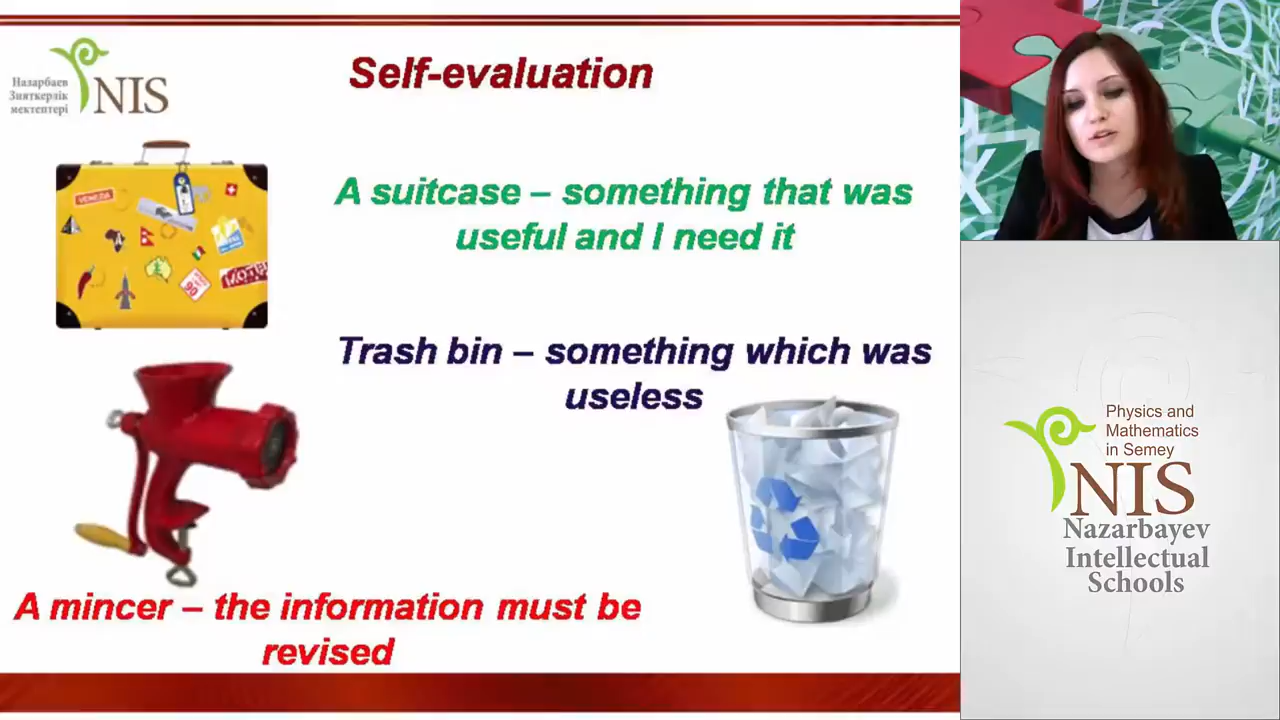 Назарбаев
Зияткерлік
мектептері
NIS
Self-evaluation
VENEZIA
A suitcase – something that was
useful and I need it
Trash bin – something which was
useless
A mincer – the information must be
revised
Physics and
Mathematics
in Semey
NIS
Nazarbayev
Intellectual
Schools